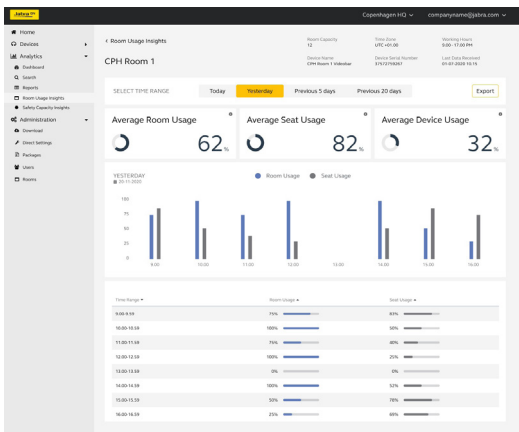 Jabra GN
Copenhagen HQ
companyname@jabra.com
Home
Devices
Analytics
Dashboard
Search
Reports
Room Usage Insights
Safety Capacity Insights
Administration
Download
Direct Settings
Packages
Users
Rooms
< Room Usage Insights
CPH Room 1
Room Capacity
12
Time Zone
UTC +01.00
Working Hours
9.00 - 17.00 PM
Device Name
CPH Room 1 Videobar
Device Serial Number
37572759267
Last Data Received
01-07-2020 10.15
SELECT TIME RANGE
Today
Yesterday
Previous 5 days
Previous 20 days
Export
Average Room Usage
62%
Average Seat Usage
82%
Average Device Usage
32%
YESTERDAY
20-11-2022
Room Usage
Seat Usage
100
75
50
25
0
9.00 10.00 11.00 12.00 13.00 14.00 15.00 16.00
Time Range Room Usage Seat Usage
9.00-9.59 75% 83%
10.00-10.59 100% 50%
11.00-11.59 75% 40%
12.00-12.59 100% 25%
13.00-13.59 0% 0%
14.00-14.59 100% 52%
15.00-15.59 50% 78%
16.00-16.59 25% 69%